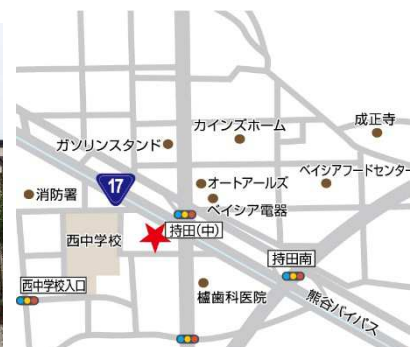 成正寺
カインズホーム
ガソリンスタンド
ベイシアフードセンター
オートアールズ
消防署
17
ベイシア電器
西中学校
持田(中)
持田南
西中学校入口
櫨歯科医院
熊谷バイパス